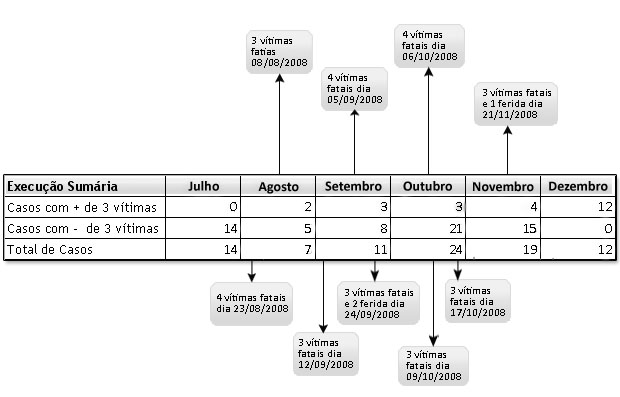 3 vítimas
fatias
08/08/2008
4 vítimas
fatais dia
05/09/2008
4 vítimas
fatais dia
06/10/2008
3 vítimas fatais
e 1 ferida dia
21/11/2008
Execução Sumária Julho Agosto Setembro Outubro Novembro Dezembro
Casos com + de 3 vítimas 0 2 3 3 4 12
Casos com - de 3 vítimas 14 5 8 21 15 0
Total de Casos 14 7 11 24 19 12
4 vítimas fatais
dia 23/08/2008
3 vítimas
fatais dia
12/09/2008
3 vítimas fatais
e 2 ferida dia
24/09/2008
3 vítimas
fatais dia
09/10/2008
3 vítimas
fatais dia
17/10/2008